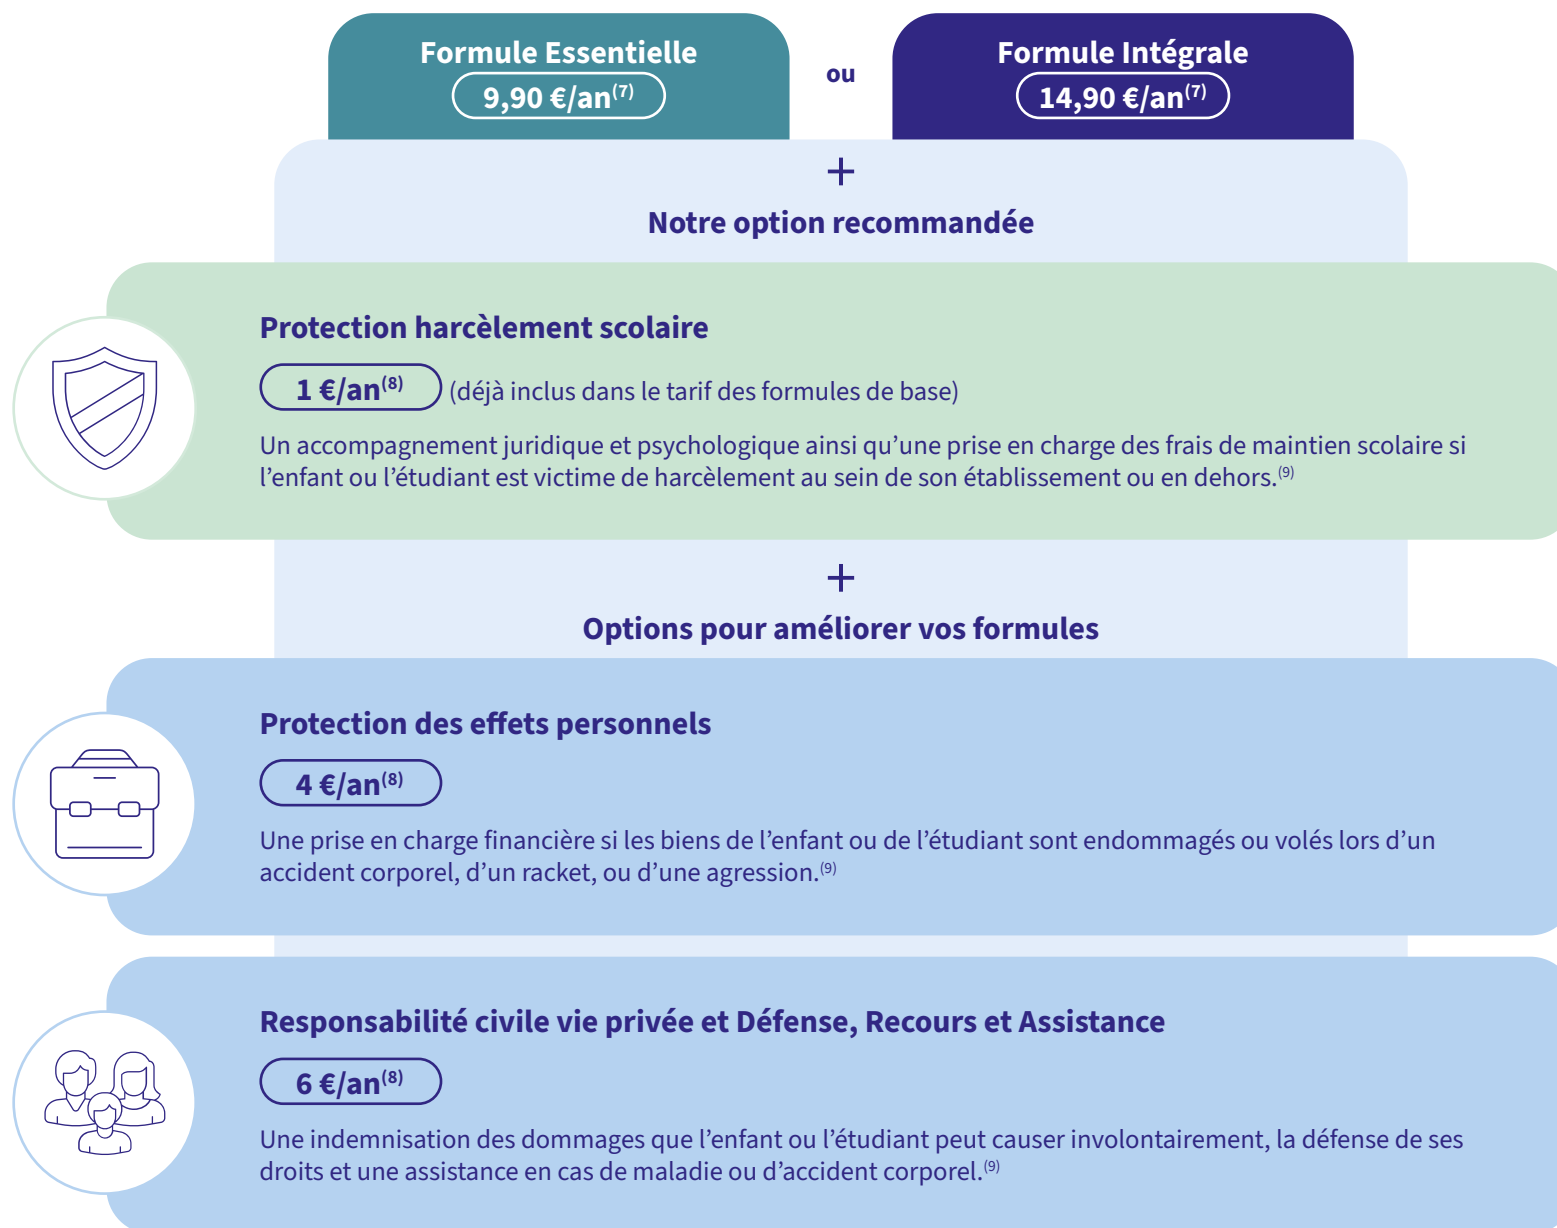 Formule Essentielle
9,90 €/an(7)
ou
Formule Intégrale
14,90 €/an(7)
+
Notre option recommandée
Protection harcèlement scolaire
1 €/an(8) (déjà inclus dans le tarif des formules de base)
Un accompagnement juridique et psychologique ainsi qu’une prise en charge des frais de maintien scolaire si
l’enfant ou l’étudiant est victime de harcèlement au sein de son établissement ou en dehors.(9)
+
Options pour améliorer vos formules
Protection des effets personnels
4 €/an(8)
Une prise en charge financière si les biens de l’enfant ou de l’étudiant sont endommagés ou volés lors d’un
accident corporel, d’un racket, ou d’une agression.(9)
Responsabilité civile vie privée et Défense, Recours et Assistance
6 €/an(8)
Une indemnisation des dommages que l’enfant ou l’étudiant peut causer involontairement, la défense de ses
droits et une assistance en cas de maladie ou d’accident corporel.(9)